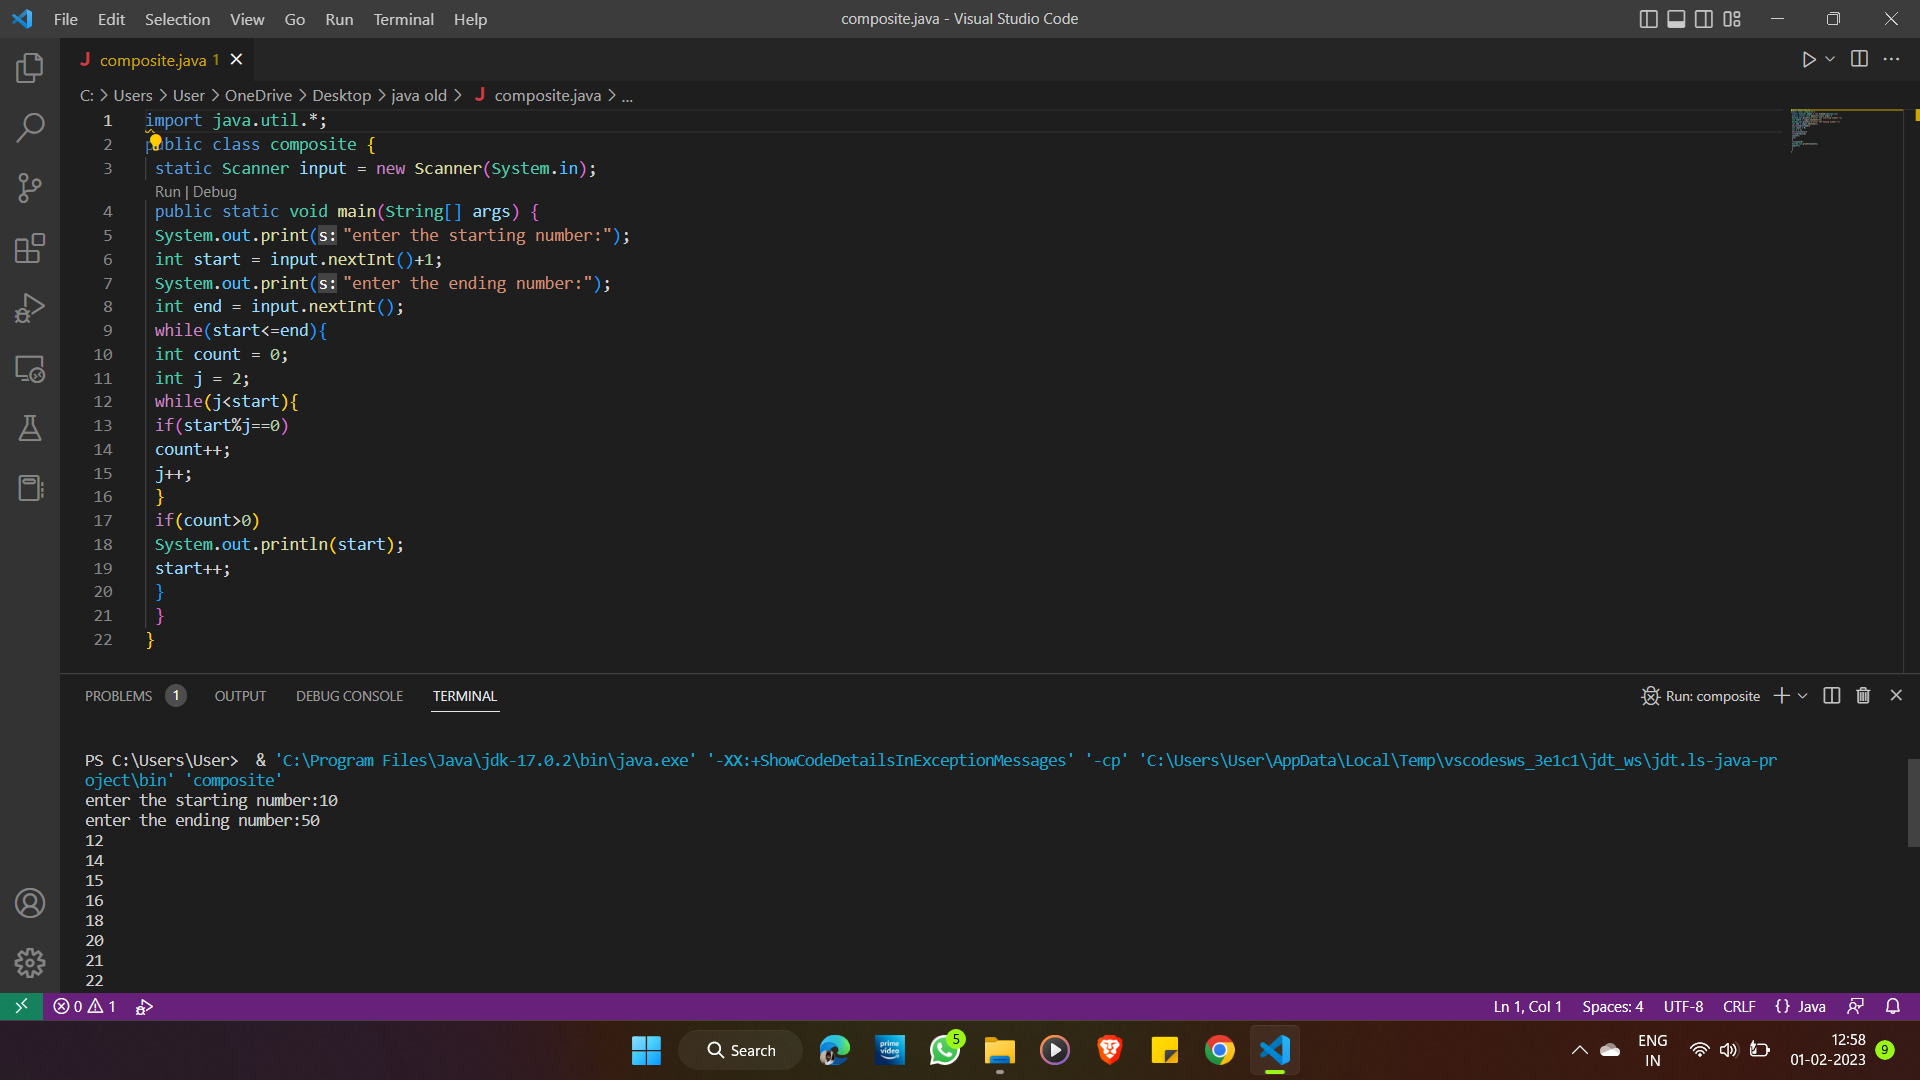 File Edit Selection View Go Run Terminal Help
composite.java - Visual Studio Code
J composite.java 1
C: > Users > User > OneDrive > Desktop > java old > J composite.java > ...
1 import java.util.*;
2 public class composite {
3 static Scanner input = new Scanner(System.in);
Run | Debug
4 public static void main(String[] args) {
5 System.out.print(s: "enter the starting number:");
6 int start = input.nextInt()+1;
7 System.out.print(s: "enter the ending number:");
8 int end = input.nextInt();
9 while(start<=end){
10 int count = 0;
11 int j = 2;
12 while(j<start){
13 if(start%j==0)
14 count++;
15 j++;
16 }
17 if(count>0)
18 System.out.println(start);
19 start++;
20 }
21 }
22 }
PROBLEMS 1 OUTPUT DEBUG CONSOLE TERMINAL
Run: composite
PS C:\Users\User>  & 'C:\Program Files\Java\jdk-17.0.2\bin\java.exe' '-XX:+ShowCodeDetailsInExceptionMessages' '-cp' 'C:\Users\User\AppData\Local\Temp\vscodesws_3e1c1\jdt_ws\jdt.ls-java-pr
oject\bin' 'composite'
enter the starting number:10
enter the ending number:50
12
14
15
16
18
20
21
22
0 1
Ln 1, Col 1 Spaces: 4 UTF-8 CRLF {} Java
Search
prime video
5
ENG
IN
12:58
01-02-2023
9